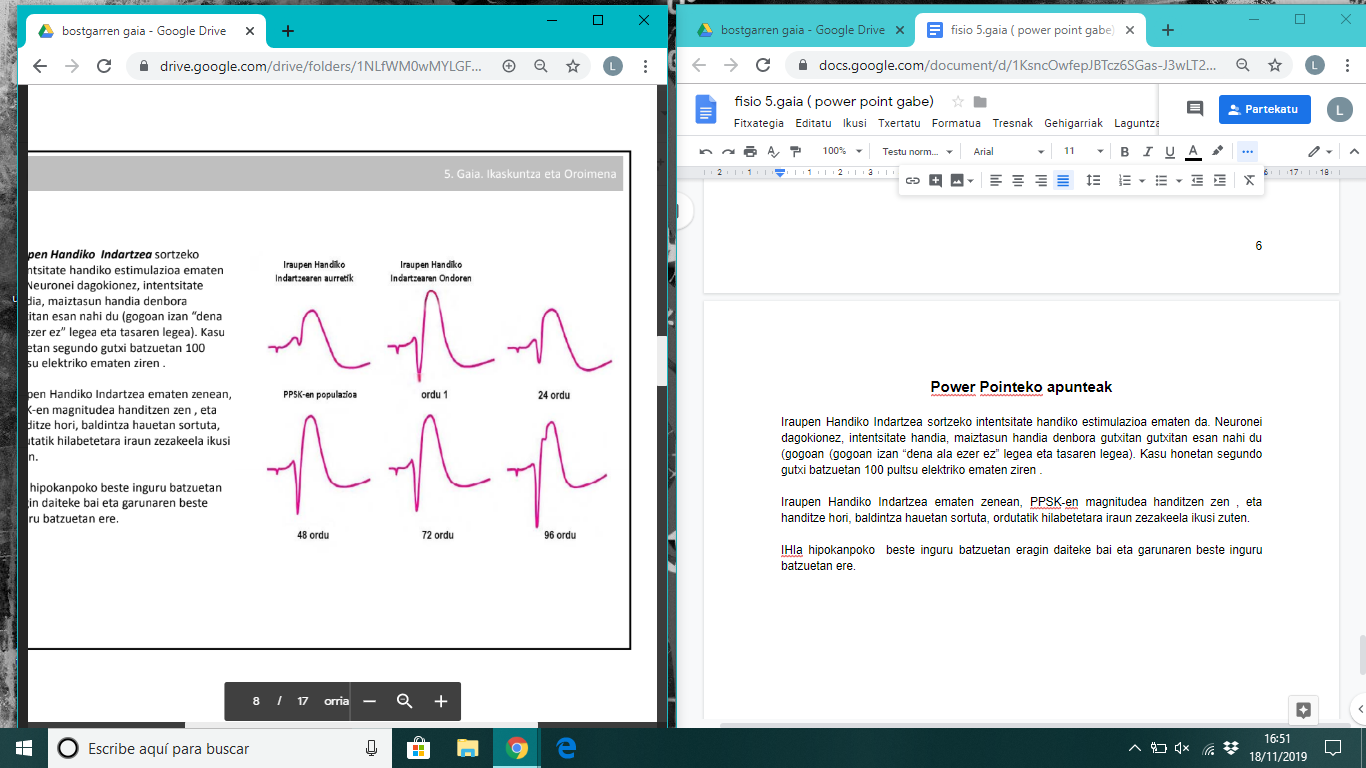 bostgarren gaia - Google Drive
drive.google.com/drive/folders/1NLfWM0wMYLGF...
L
5. Gaia. Ikaskuntza eta Oroimena
pen Handiko Indartzea sortzeko
ntsitate handiko estimulazioa ematen
Neuronei dagokionez, intentsitate
dia, maiztasun handia denbora
itan esan nahi du (gogoan izan “dena
ezer ez” legea eta tasaren legea). Kasu
etan segundo gutxi batzuetan 100
su elektriko ematen ziren .
pen Handiko Indartzea ematen zenean,
K-en magnitudea handitzen zen , eta
ditze hori, baldintza hauetan sortuta,
utatik hilabetetara iraun zezakeela ikusi
n.
hipokanpoko beste inguru batzuetan
gin daiteke bai eta garunaren beste
ru batzuetan ere.
Iraupen Handiko
Indartzearen aurretik
Iraupen Handiko
Indartzearen Ondoren
PPSK-en populazioa
ordu 1
24 ordu
48 ordu
72 ordu
96 ordu
8 / 17 orria
bostgarren gaia - Google Drive
fisio 5.gaia ( power point gabe)
docs.google.com/document/d/1KsncOwfepJBTcz6SGas-J3wLT2...
L
fisio 5.gaia ( power point gabe)
Fitxategia Editatu Ikusi Txertatu Formatua Tresnak Gehigarriak Laguntza
Partekatu
L
100% Testu norm... Arial 11 B I U A
2 1 1 2 3 17 18
6
Power Pointeko apunteak
Iraupen Handiko Indartzea sortzeko intentsitate handiko estimulazioa ematen da. Neuronei
dagokionez, intentsitate handia, maiztasun handia denbora gutxitan gutxitan esan nahi du
(gogoan (gogoan izan “dena ala ezer ez” legea eta tasaren legea). Kasu honetan segundo
gutxi batzuetan 100 pultsu elektriko ematen ziren .
Iraupen Handiko Indartzea ematen zenean, PPSK-en magnitudea handitzen zen , eta
handitze hori, baldintza hauetan sortuta, ordutatik hilabetetara iraun zezakeela ikusi zuten.
IHIa hipokanpoko beste inguru batzuetan eragin daiteke bai eta garunaren beste inguru
batzuetan ere.
Escribe aquí para buscar
16:51
18/11/2019